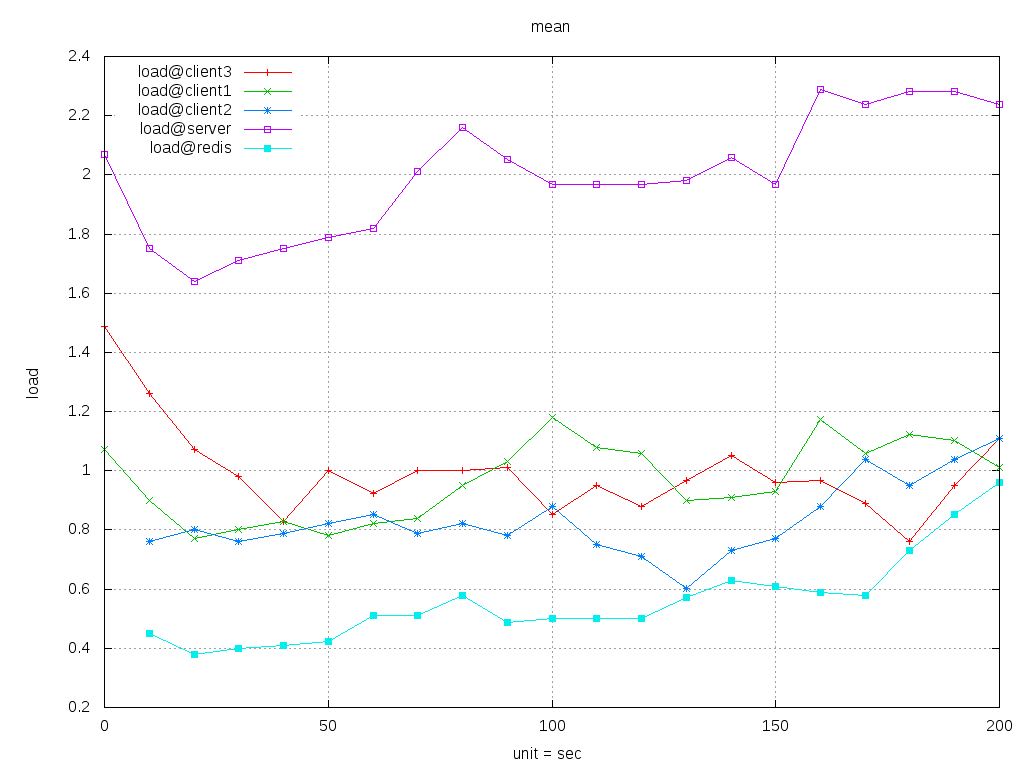 mean
load@client3
load@client1
load@client2
load@server
load@redis
2.4
2.2
2
1.8
1.6
1.4
1.2
1
0.8
0.6
0.4
0.2
load
0 50 100 150 200
unit = sec